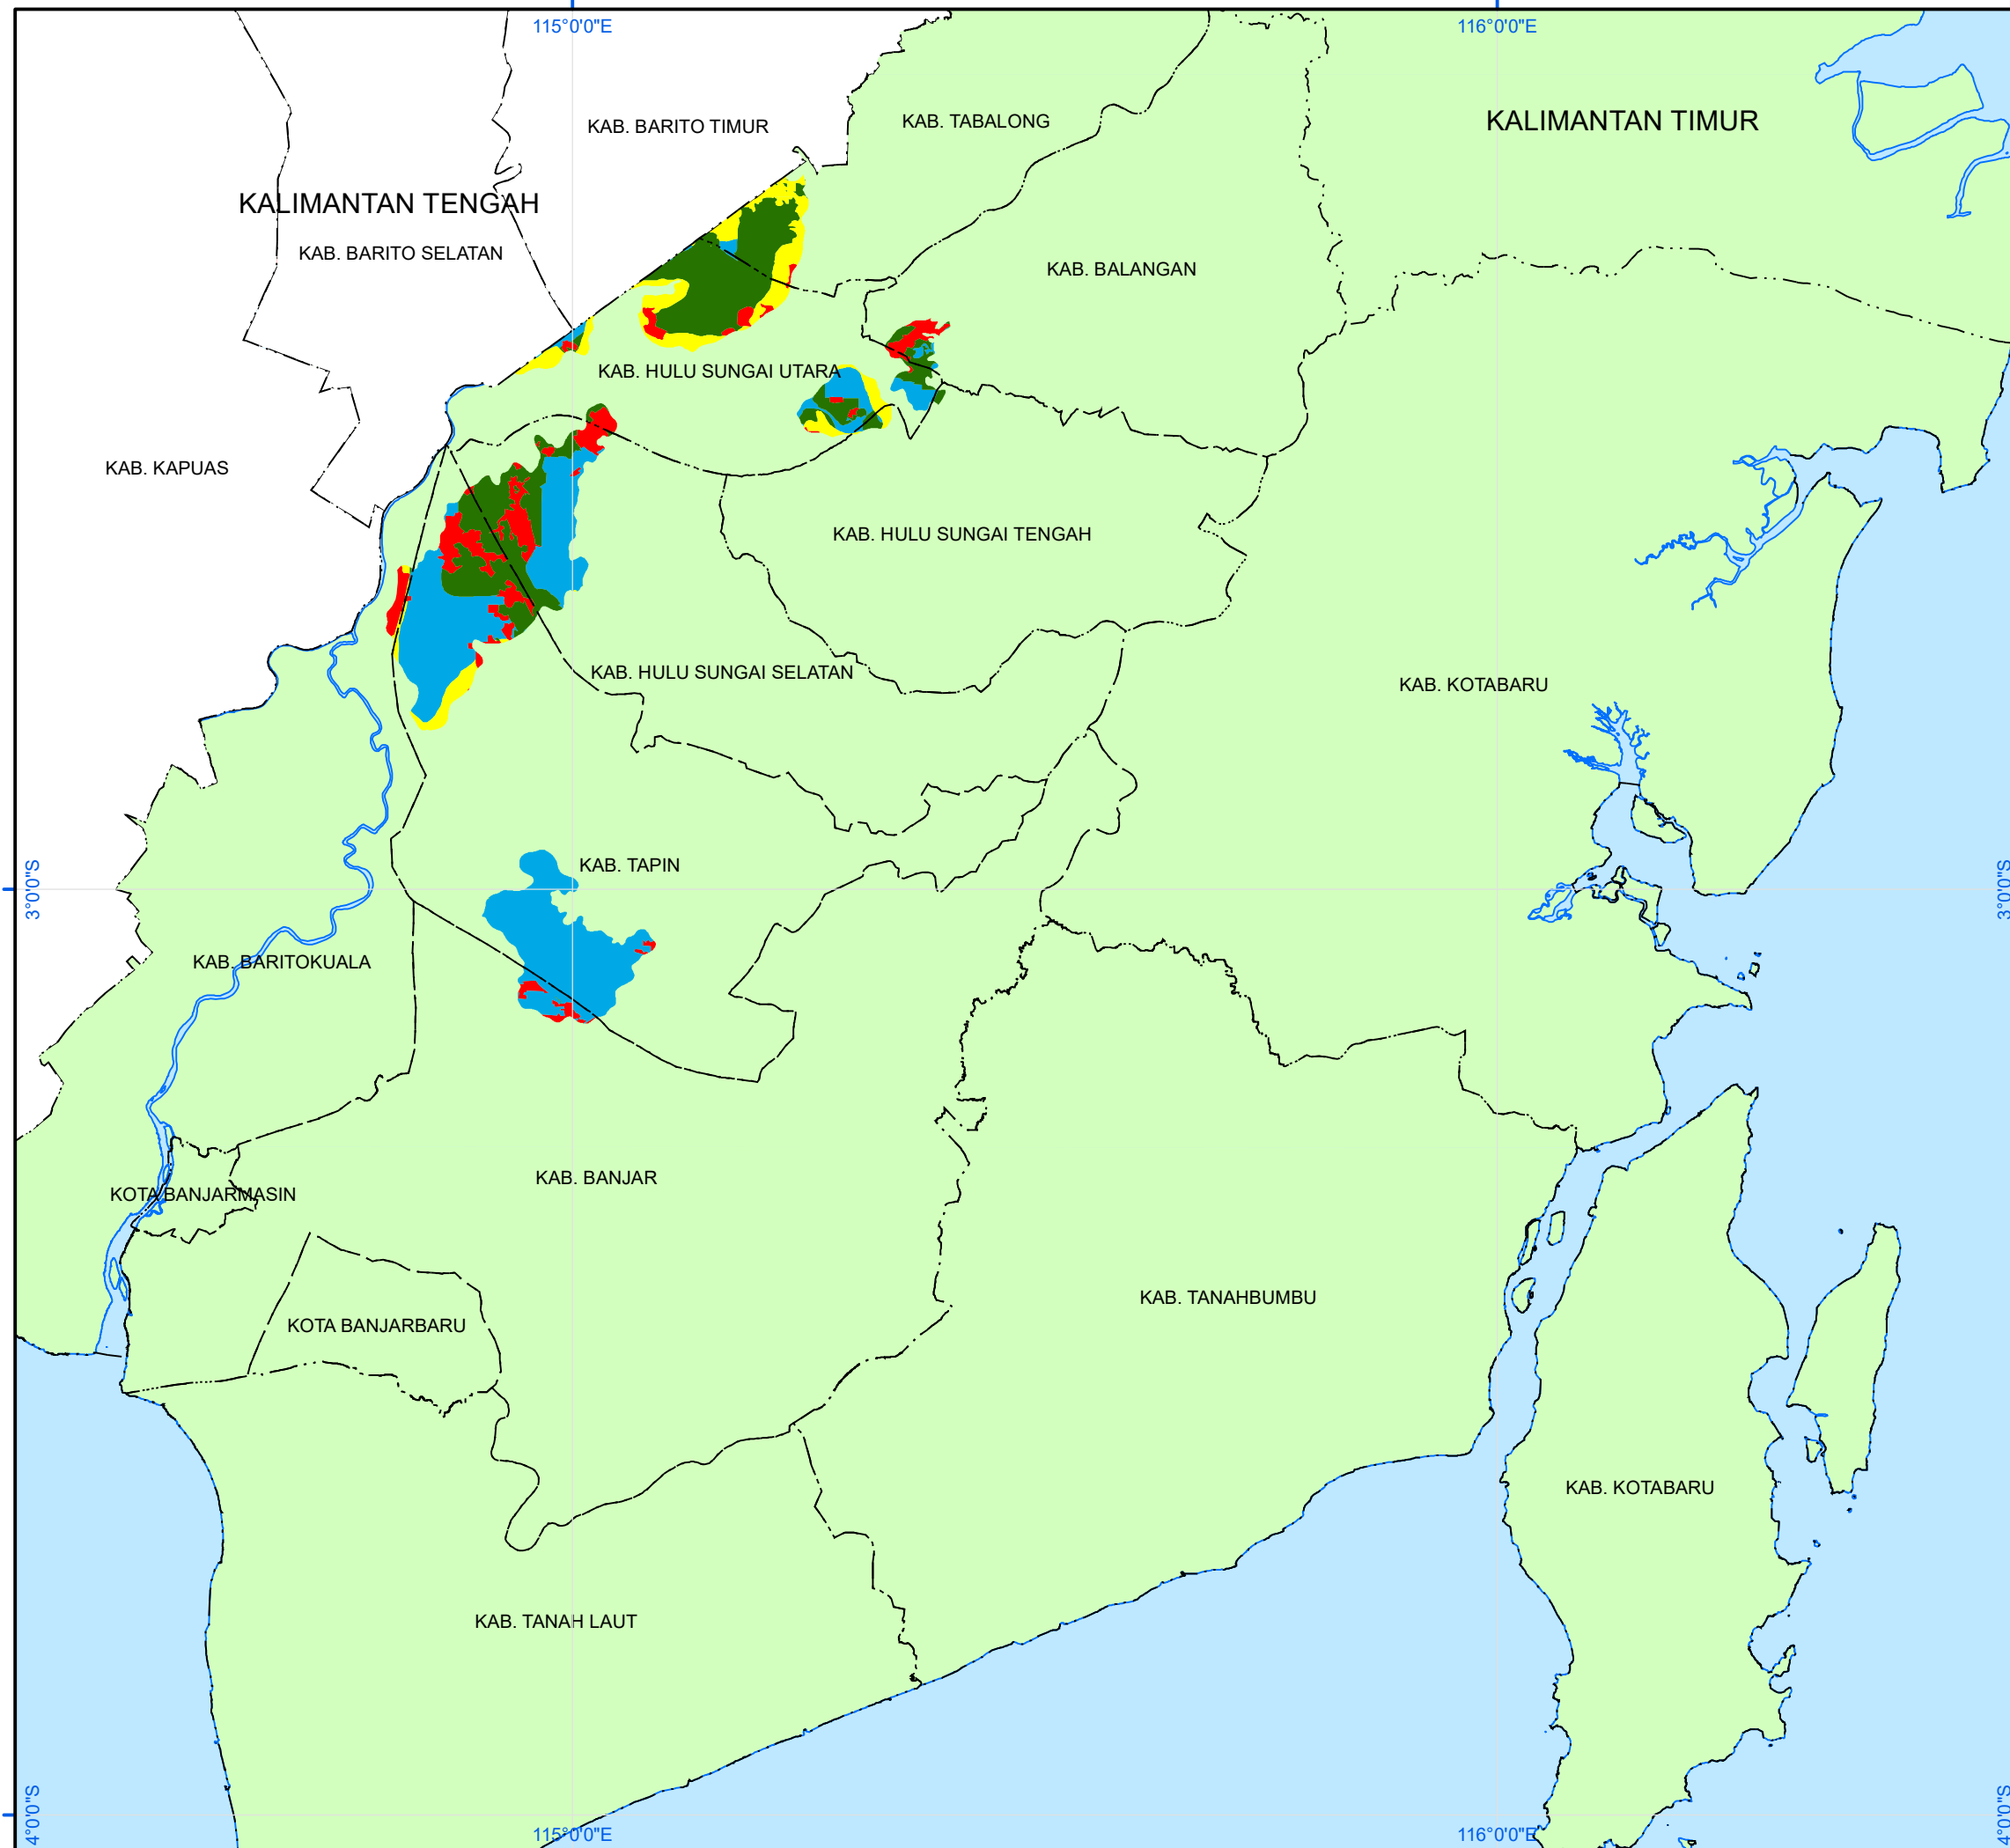 115°0'0"E
116°0'0"E
KAB. TABALONG
KALIMANTAN TIMUR
KAB. BARITO TIMUR
KALIMANTAN TENGAH
KAB. BARITO SELATAN
KAB. BALANGAN
KAB. HULU SUNGAI UTARA
KAB. KAPUAS
KAB. HULU SUNGAI TENGAH
KAB. HULU SUNGAI SELATAN
KAB. KOTABARU
KAB. TAPIN
3°0'0"S
3°0'0"S
KAB. BARITOKUALA
KAB. BANJAR
KOTA BANJARMASIN
KAB. TANAHBUMBU
KOTA BANJARBARU
KAB. KOTABARU
KAB. TANAH LAUT
4°0'0"S
4°0'0"S
115°0'0"E
116°0'0"E